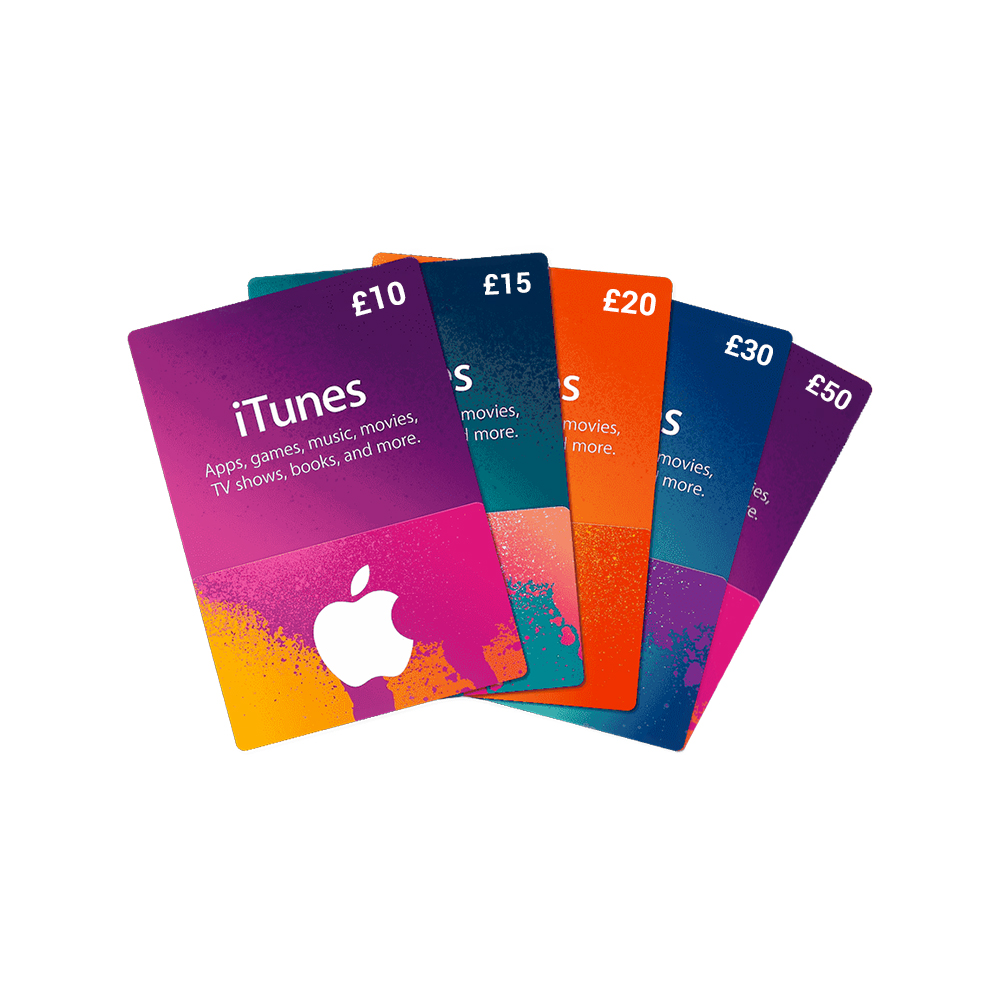 £10
iTunes
Apps, games, music, movies,
TV shows, books, and more.
£15
s
movies,
more.
£20
s
movies,
more.
£30
s
movies,
more.
£50